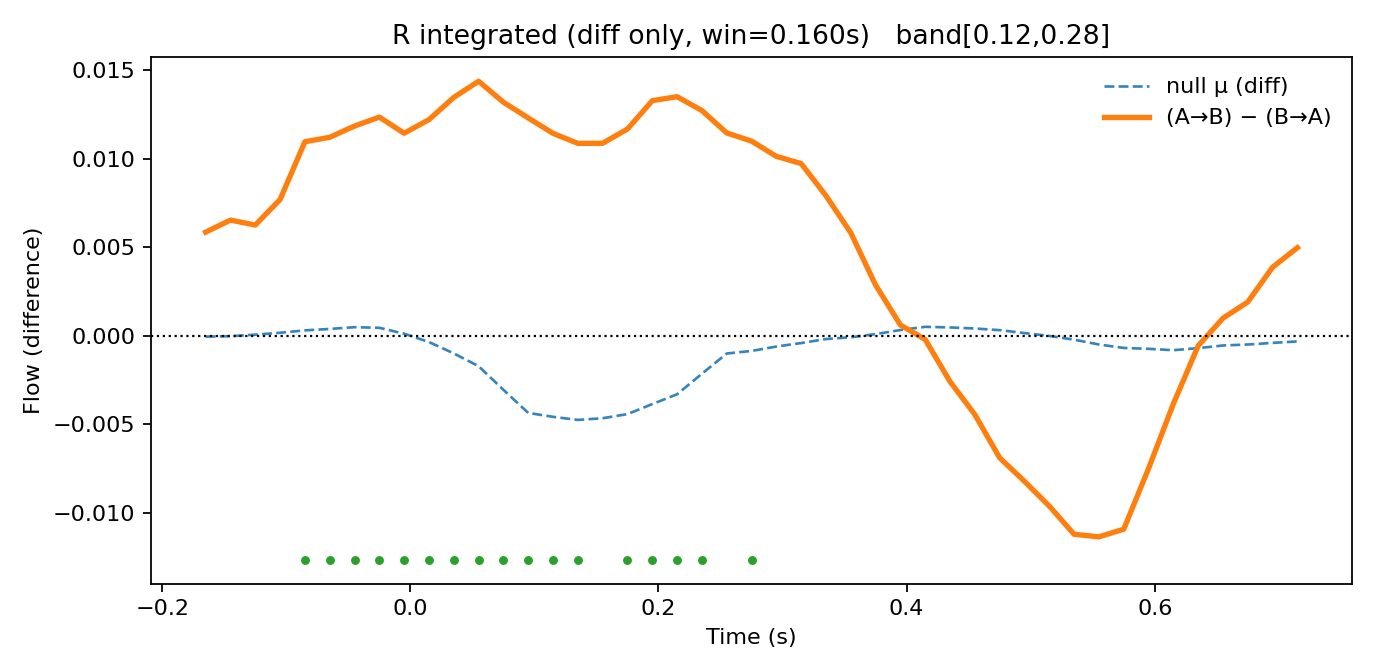 R integrated (diff only, win=0.160s)   band[0.12,0.28]
null μ (diff)
(A→B) − (B→A)
Flow (difference)
0.015
0.010
0.005
0.000
−0.005
−0.010
−0.2
0.0
0.2
0.4
0.6
Time (s)